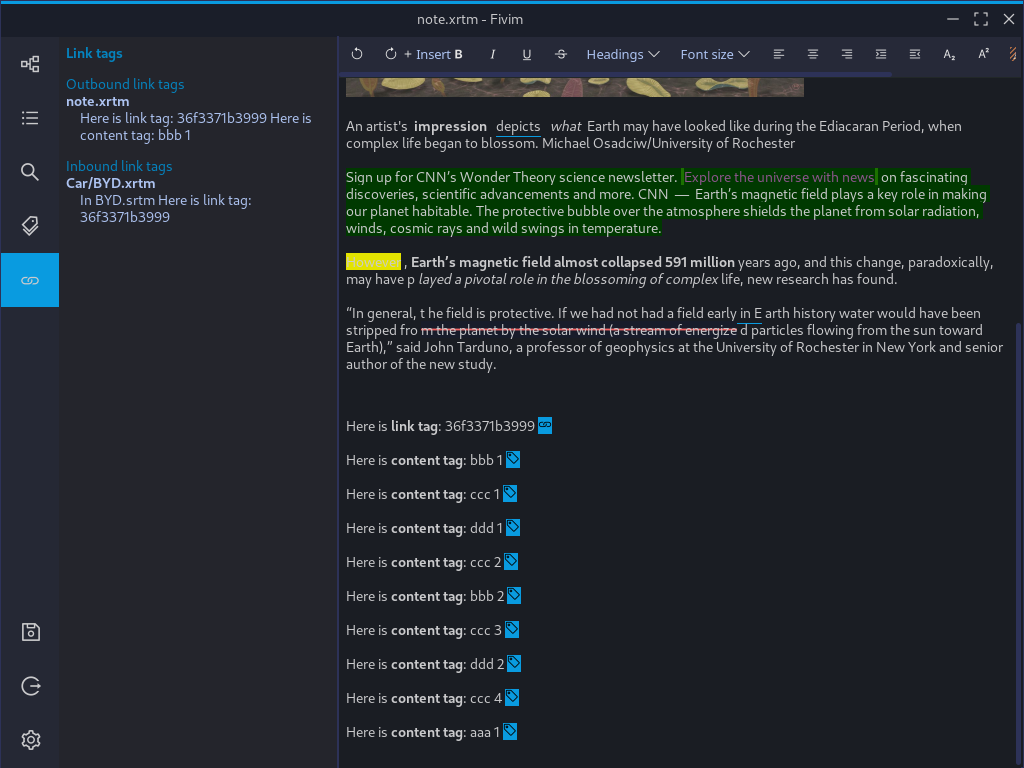 note.xrtm - Fivim
Link tags
Outbound link tags
note.xrtm
Here is link tag: 36f3371b3999 Here is
content tag: bbb 1
Inbound link tags
Car/BYD.xrtm
In BYD.srtm Here is link tag:
36f3371b3999
+ Insert B I U S Headings Font size A₂ A²
An artist's impression depicts what Earth may have looked like during the Ediacaran Period, when
complex life began to blossom. Michael Osadciw/University of Rochester
Sign up for CNN’s Wonder Theory science newsletter. Explore the universe with news on fascinating
discoveries, scientific advancements and more. CNN — Earth’s magnetic field plays a key role in making
our planet habitable. The protective bubble over the atmosphere shields the planet from solar radiation,
winds, cosmic rays and wild swings in temperature.
However , Earth’s magnetic field almost collapsed 591 million years ago, and this change, paradoxically,
may have p layed a pivotal role in the blossoming of complex life, new research has found.
“In general, t he field is protective. If we had not had a field early in E arth history water would have been
stripped fro m the planet by the solar wind (a stream of energize d particles flowing from the sun toward
Earth),” said John Tarduno, a professor of geophysics at the University of Rochester in New York and senior
author of the new study.
Here is link tag: 36f3371b3999
Here is content tag: bbb 1
Here is content tag: ccc 1
Here is content tag: ddd 1
Here is content tag: ccc 2
Here is content tag: bbb 2
Here is content tag: ccc 3
Here is content tag: ddd 2
Here is content tag: ccc 4
Here is content tag: aaa 1